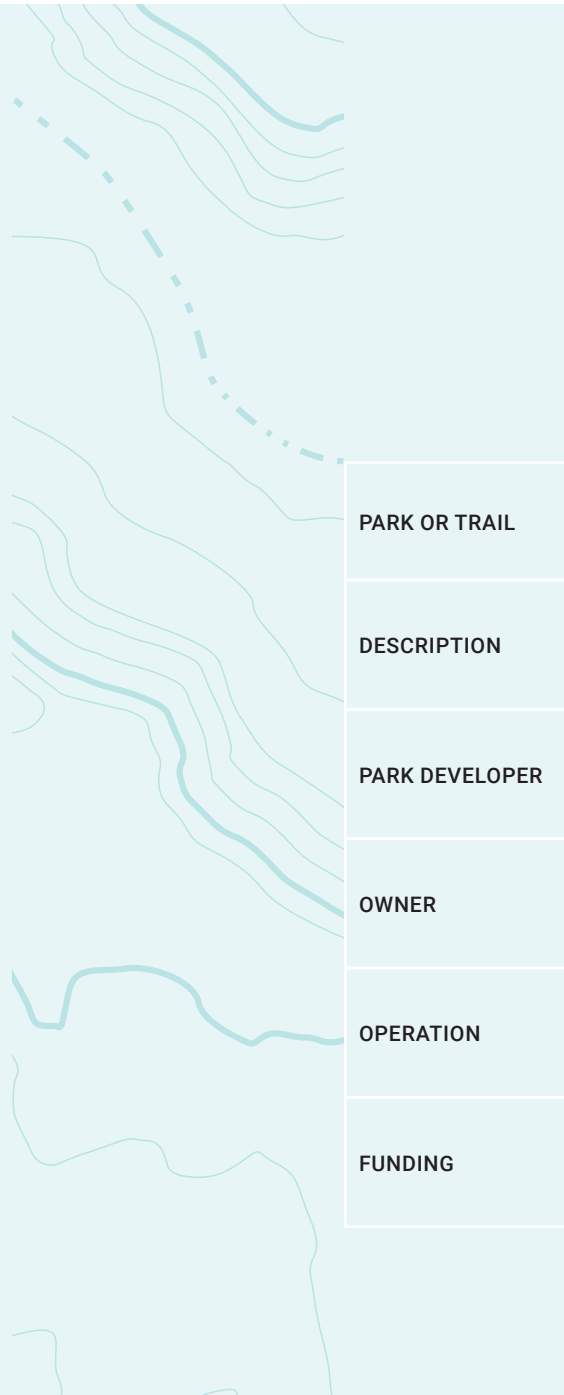 PARK OR TRAIL
DESCRIPTION
PARK DEVELOPER
OWNER
OPERATION
FUNDING